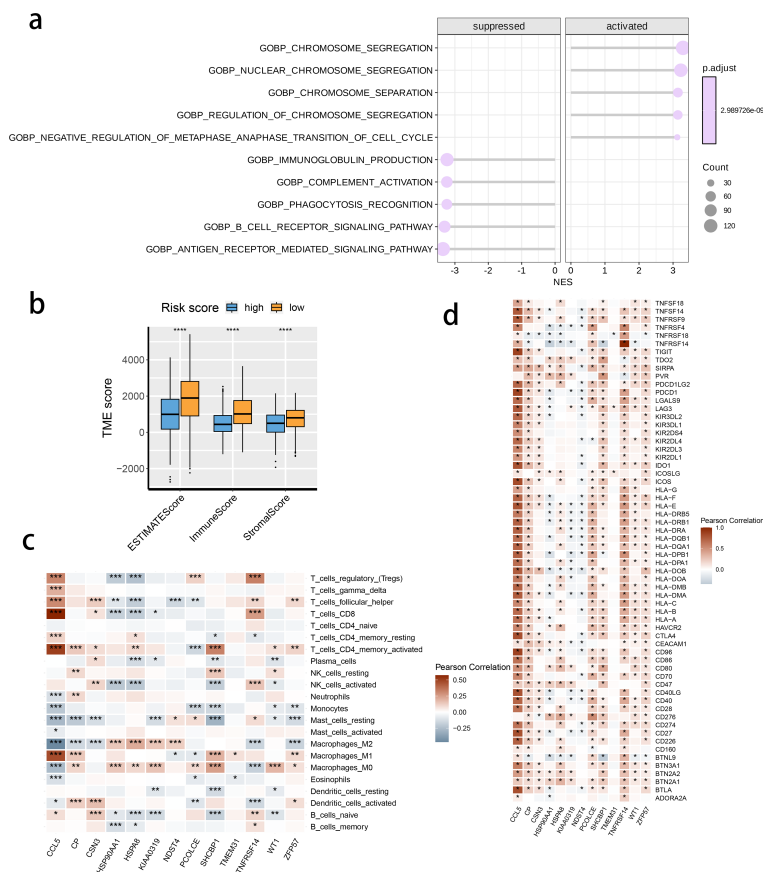 a
suppressed
activated
GOBP_CHROMOSOME_SEGREGATION
GOBP_NUCLEAR_CHROMOSOME_SEGREGATION
GOBP_CHROMOSOME_SEPARATION
GOBP_REGULATION_OF_CHROMOSOME_SEGREGATION
GOBP_NEGATIVE_REGULATION_OF_METAPHASE_ANAPHASE_TRANSITION_OF_CELL_CYCLE
GOBP_IMMUNOGLOBULIN_PRODUCTION
GOBP_COMPLEMENT_ACTIVATION
GOBP_PHAGOCYTOSIS_RECOGNITION
GOBP_B_CELL_RECEPTOR_SIGNALING_PATHWAY
GOBP_ANTIGEN_RECEPTOR_MEDIATED_SIGNALING_PATHWAY
-3 -2 -1 0
0 1 2 3
NES
p.adjust
2.989726e-09
Count
30
60
90
120
b
Risk score high low
**** **** ****
TME score
4000
2000
0
−2000
ESTIMATEScore
ImmuneScore
StromalScore
c
T_cells_regulatory_(Tregs)
T_cells_gamma_delta
T_cells_follicular_helper
T_cells_CD8
T_cells_CD4_naive
T_cells_CD4_memory_resting
T_cells_CD4_memory_activated
Plasma_cells
NK_cells_resting
NK_cells_activated
Neutrophils
Monocytes
Mast_cells_resting
Mast_cells_activated
Macrophages_M2
Macrophages_M1
Macrophages_M0
Eosinophils
Dendritic_cells_resting
Dendritic_cells_activated
B_cells_naive
B_cells_memory
CCL5
CP
CSN3
HSP90AA1
HSPA8
KIAA0319
NDST4
PCOLCE
SHCBP1
TMEM31
TNFRSF14
WT1
ZFP57
Pearson Correlation
0.50
0.25
0.00
−0.25
d
TNFSF18
TNFSF14
TNFRSF9
TNFRSF4
TNFRSF18
TNFRSF14
TIGIT
TDO2
SIRPA
PVR
PDCD1LG2
PDCD1
LGALS9
LAG3
KIR3DL2
KIR3DL1
KIR2DS4
KIR2DL4
KIR2DL3
KIR2DL1
IDO1
ICOSLG
ICOS
HLA−G
HLA−F
HLA−E
HLA−DRB5
HLA−DRB1
HLA−DRA
HLA−DQB1
HLA−DQA1
HLA−DPB1
HLA−DPA1
HLA−DOB
HLA−DOA
HLA−DMB
HLA−DMA
HLA−C
HLA−B
HLA−A
HAVCR2
CTLA4
CEACAM1
CD96
CD86
CD80
CD70
CD47
CD40LG
CD40
CD28
CD276
CD274
CD27
CD226
CD160
BTNL9
BTN3A1
BTN2A2
BTN2A1
BTLA
ADORA2A
CCL5
CP
CSN3
HSP90AA1
HSPA8
KIAA0319
NDST4
PCOLCE
SHCBP1
TMEM31
TNFRSF14
WT1
ZFP57
Pearson Correlation
1.0
0.5
0.0